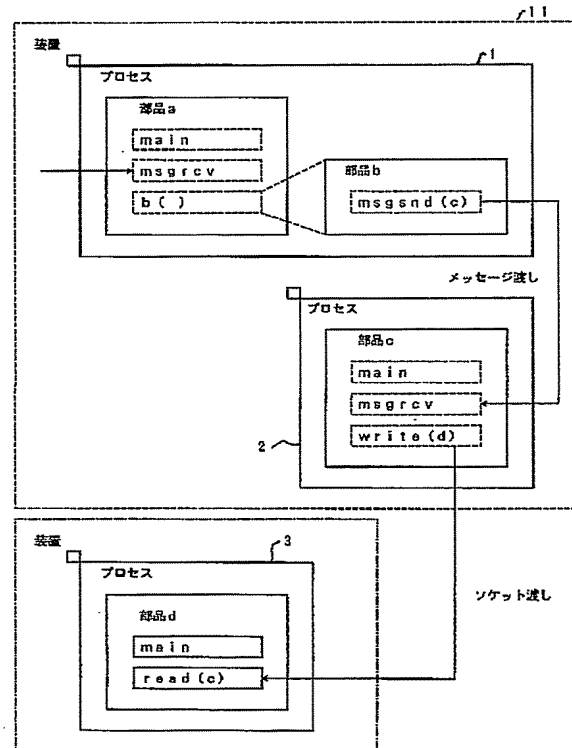 11
装置
1
プロセス
部品a
main
msgrcv
b( )
部品b
msgsnd(c)
メッセージ渡し
プロセス
部品c
main
msgrcv
write(d)
2
装置
3
プロセス
部品d
main
read(c)
ソケット渡し